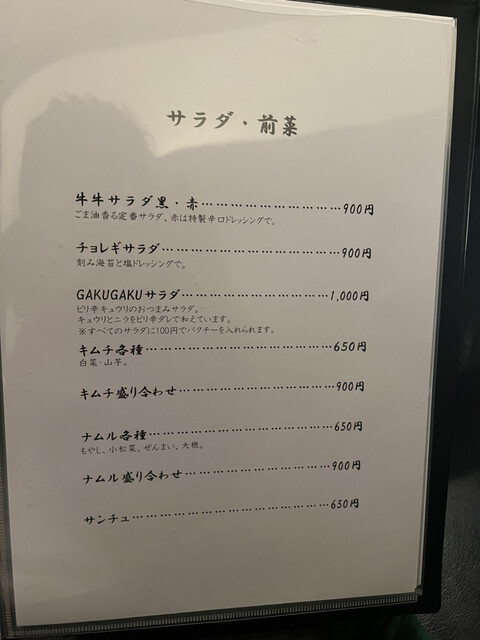 サラダ・前菜
牛牛サラダ黒・赤…………………………900円
ごま油香る定番サラダ、赤は特製辛口ドレッシングで。
チョレギサラダ…………………………………900円
刻み海苔と塩ドレッシングで。
GAKUGAKUサラダ……………………………1,000円
ピリ辛キュウリのおつまみサラダ。
キュウリとニラをピリ辛ダレで和えています。
※すべてのサラダに100円でパクチーを入れられます。
キムチ各種…………………………………650円
白菜・山芋。
キムチ盛り合わせ……………………………900円
ナムル各種…………………………………650円
もやし、小松菜、ぜんまい、大根。
ナムル盛り合わせ…………………………900円
サンチュ……………………………………650円